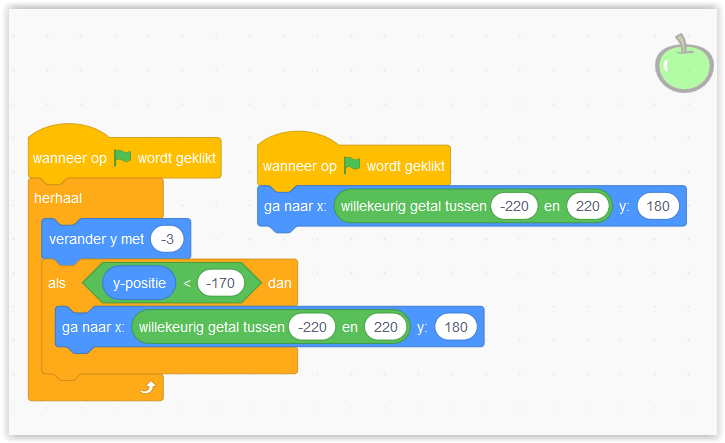 wanneer op wordt geklikt
herhaal
verander y met -3
als y-positie < -170 dan
ga naar x: willekeurig getal tussen -220 en 220 y: 180
wanneer op wordt geklikt
ga naar x: willekeurig getal tussen -220 en 220 y: 180